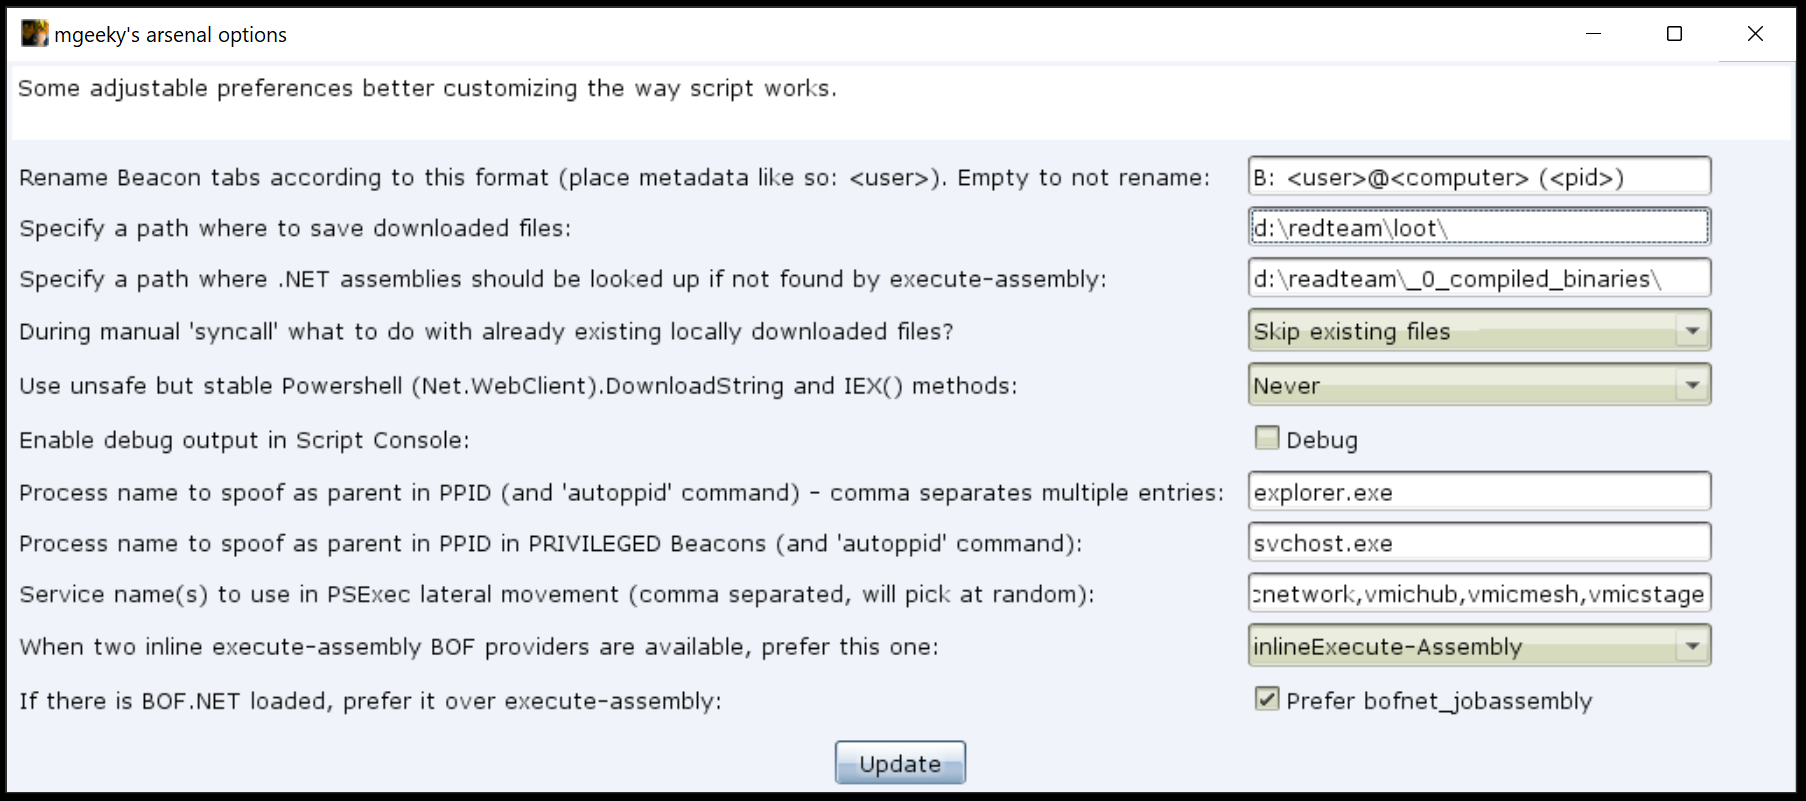 mgeeky's arsenal options
Some adjustable preferences better customizing the way script works.
Rename Beacon tabs according to this format (place metadata like so: <user>). Empty to not rename: B: <user>@<computer> (<pid>)
Specify a path where to save downloaded files: d:\redteam\loot\
Specify a path where .NET assemblies should be looked up if not found by execute-assembly: d:\readteam\_0_compiled_binaries\
During manual 'syncall' what to do with already existing locally downloaded files? Skip existing files
Use unsafe but stable Powershell (Net.WebClient).DownloadString and IEX() methods: Never
Enable debug output in Script Console: Debug
Process name to spoof as parent in PPID (and 'autoppid' command) - comma separates multiple entries: explorer.exe
Process name to spoof as parent in PPID in PRIVILEGED Beacons (and 'autoppid' command): svchost.exe
Service name(s) to use in PSExec lateral movement (comma separated, will pick at random): network,vmichub,vmicmesh,vmicstage
When two inline execute-assembly BOF providers are available, prefer this one: inlineExecute-Assembly
If there is BOF.NET loaded, prefer it over execute-assembly: Prefer bofnet_jobassembly
Update